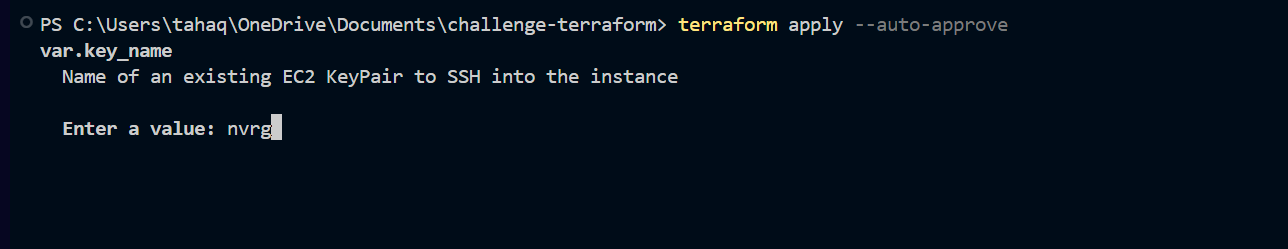 PS C:\Users\tahaq\OneDrive\Documents\challenge-terraform> terraform apply --auto-approve
var.key_name
Name of an existing EC2 KeyPair to SSH into the instance
Enter a value: nvrg